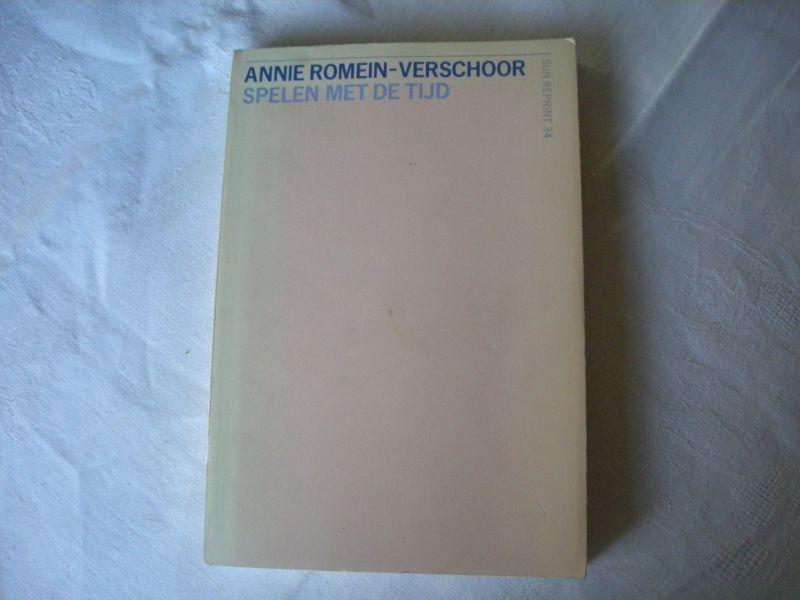 ANNIE ROMEIN-VERSCHOOR
SPELEN MET DE TIJD
SUN REPRINT 34